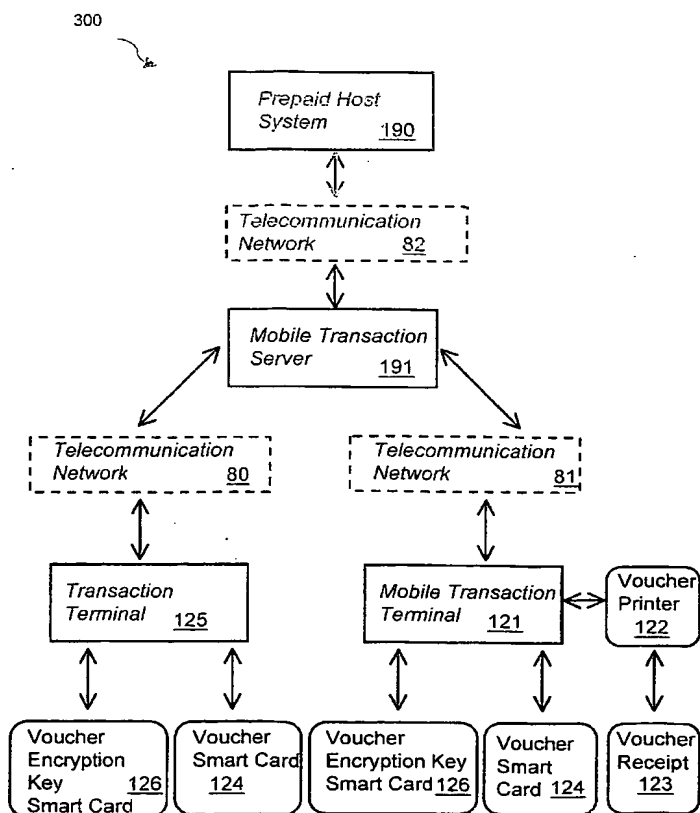 300
Prepaid Host
System 190
Telecommunication
Network 82
Mobile Transaction
Server 191
Telecommunication
Network 80
Telecommunication
Network 81
Transaction
Terminal 125
Mobile Transaction
Terminal 121
Voucher
Printer
122
Voucher
Encryption
Key 126
Smart Card
Voucher
Smart Card
124
Voucher
Encryption Key
Smart Card 126
Voucher
Smart
Card 124
Voucher
Receipt
123